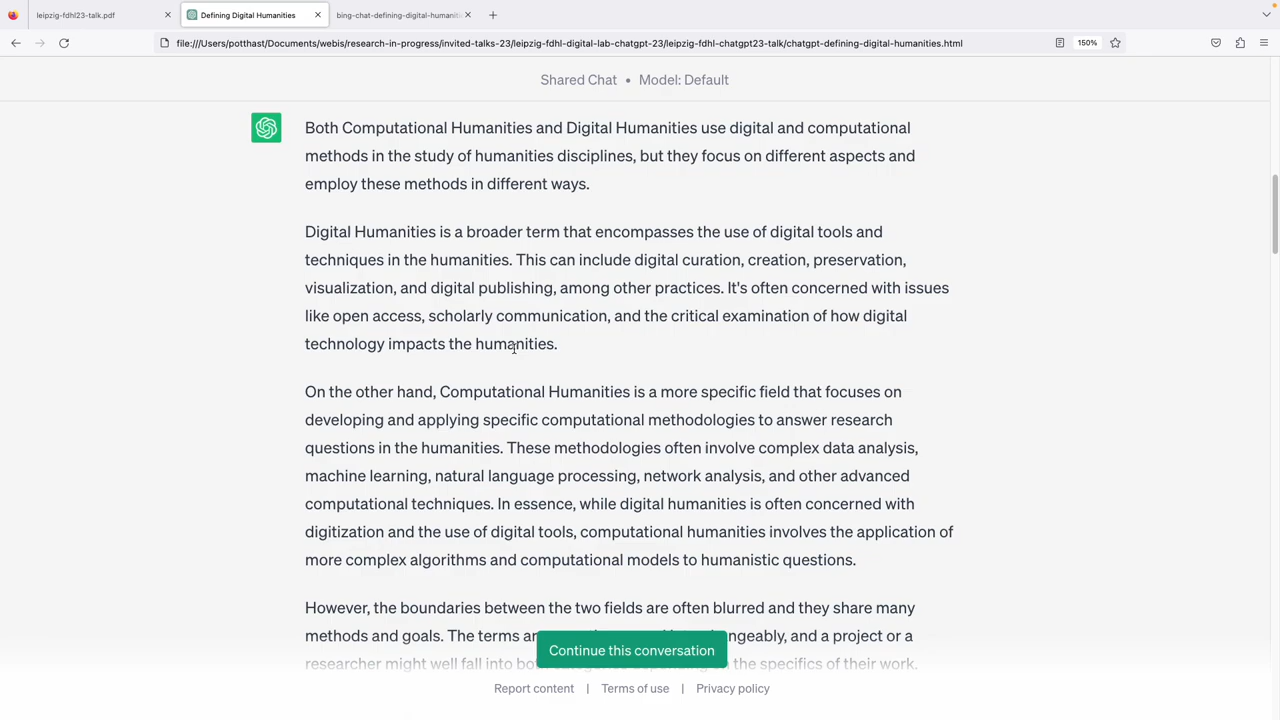 leipzig-fdhl23-talk.pdf
Defining Digital Humanities
bing-chat-defining-digital-humaniti
file:///Users/potthast/Documents/webis/research-in-progress/invited-talks-23/leipzig-fdhl-digital-lab-chatgpt-23/leipzig-fdhl-chatgpt23-talk/chatgpt-defining-digital-humanities.html
150%
Shared Chat • Model: Default
Both Computational Humanities and Digital Humanities use digital and computational
methods in the study of humanities disciplines, but they focus on different aspects and
employ these methods in different ways.
Digital Humanities is a broader term that encompasses the use of digital tools and
techniques in the humanities. This can include digital curation, creation, preservation,
visualization, and digital publishing, among other practices. It's often concerned with issues
like open access, scholarly communication, and the critical examination of how digital
technology impacts the humanities.
On the other hand, Computational Humanities is a more specific field that focuses on
developing and applying specific computational methodologies to answer research
questions in the humanities. These methodologies often involve complex data analysis,
machine learning, natural language processing, network analysis, and other advanced
computational techniques. In essence, while digital humanities is often concerned with
digitization and the use of digital tools, computational humanities involves the application of
more complex algorithms and computational models to humanistic questions.
However, the boundaries between the two fields are often blurred and they share many
methods and goals. The terms ar ngeably, and a project or a
Continue this conversation
researcher might well fall into the specifics of their work.
Report content | Terms of use | Privacy policy